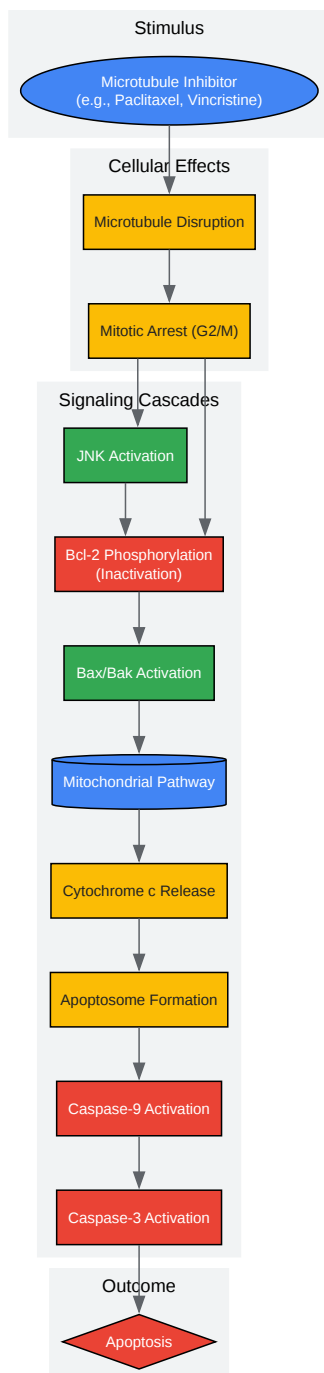 Stimulus
Microtubule Inhibitor
(e.g., Paclitaxel, Vincristine)
Cellular Effects
Microtubule Disruption
Mitotic Arrest (G2/M)
Signaling Cascades
JNK Activation
Bcl-2 Phosphorylation
(Inactivation)
Bax/Bak Activation
Mitochondrial Pathway
Cytochrome c Release
Apoptosome Formation
Caspase-9 Activation
Caspase-3 Activation
Outcome
Apoptosis